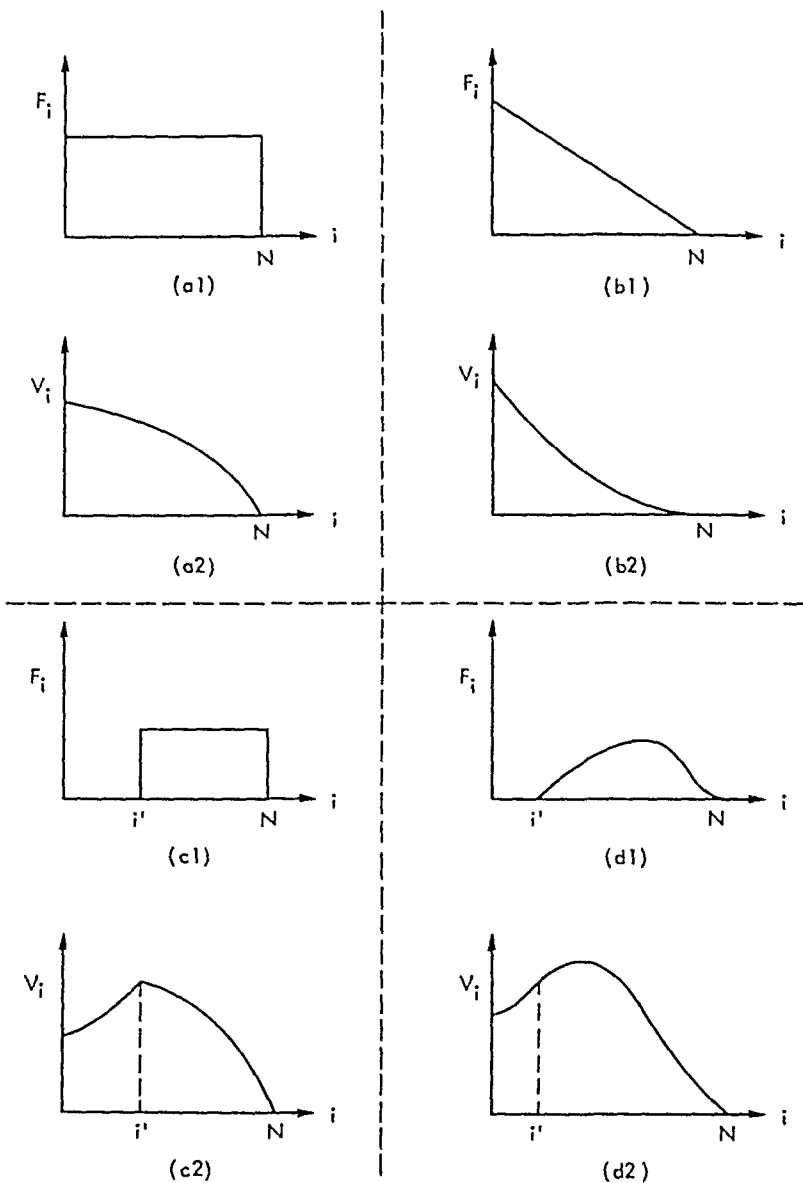 F_i
i
N
(a1)
V_i
i
N
(a2)
F_i
i
N
(b1)
V_i
i
N
(b2)
F_i
i' N i
(c1)
V_i
i' N i
(c2)
F_i
i' N i
(d1)
V_i
i' N i
(d2)